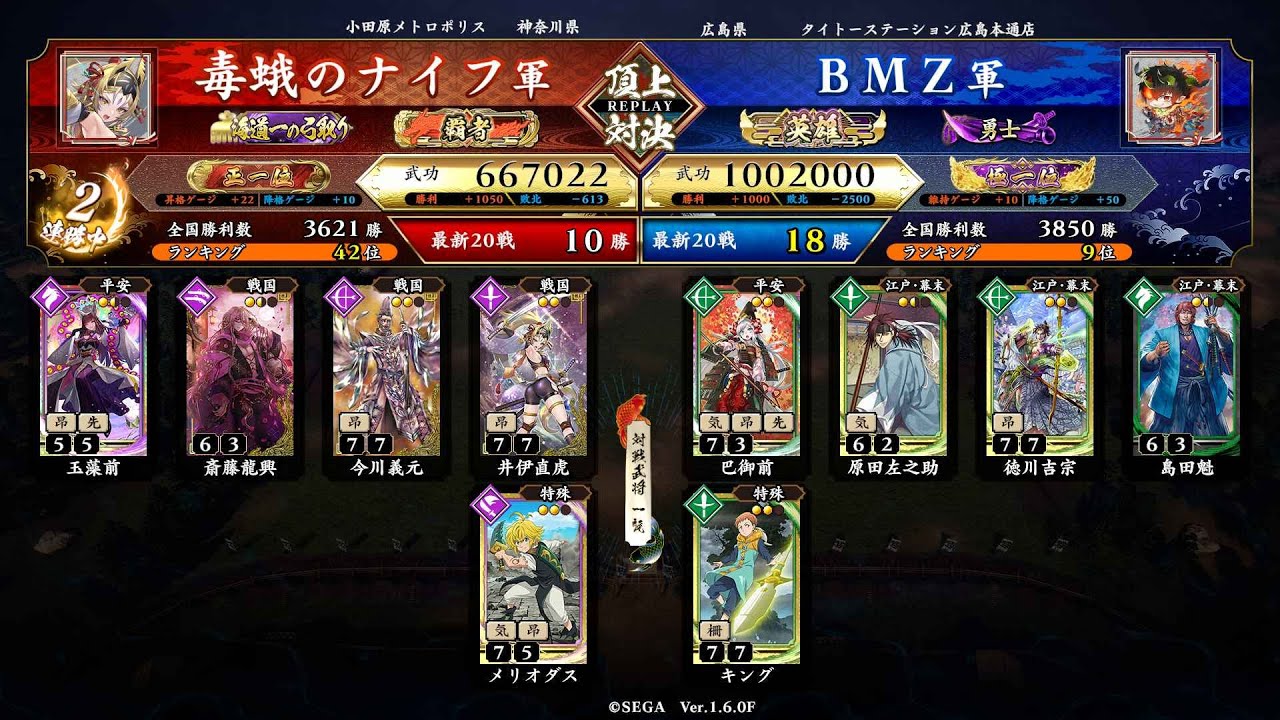 小田原メトロポリス 神奈川県
広島県 タイトーステーション広島本通店
毒蛾のナイフ軍
頂上
REPLAY
対決
BMZ軍
海道一の弓取り
覇者
英雄
勇士
正一位
武功 667022
武功 1002000
極一位
昇格ゲージ +22 降格ゲージ +10
勝利 +1050 敗北 -613
勝利 +1000 敗北 -2500
維持ゲージ +10 降格ゲージ +50
2
連勝中
全国勝利数 3621勝
最新20戦 10勝
最新20戦 18勝
全国勝利数 3850勝
ランキング 42位
ランキング 9位
平安
戦国
戦国
戦国
平安
江戸・幕末
江戸・幕末
江戸・幕末
昂 先
昂
昂
気 昂 先
気
昂
5 5
6 3
7 7
7 7
7 3
6 2
7 7
6 3
玉藻前
斎藤龍興
今川義元
井伊直虎
巴御前
原田左之助
徳川吉宗
島田魁
対戦武将一覧
特殊
特殊
気 昂
柵
7 5
7 7
メリオダス
キング
©SEGA Ver.1.6.0F